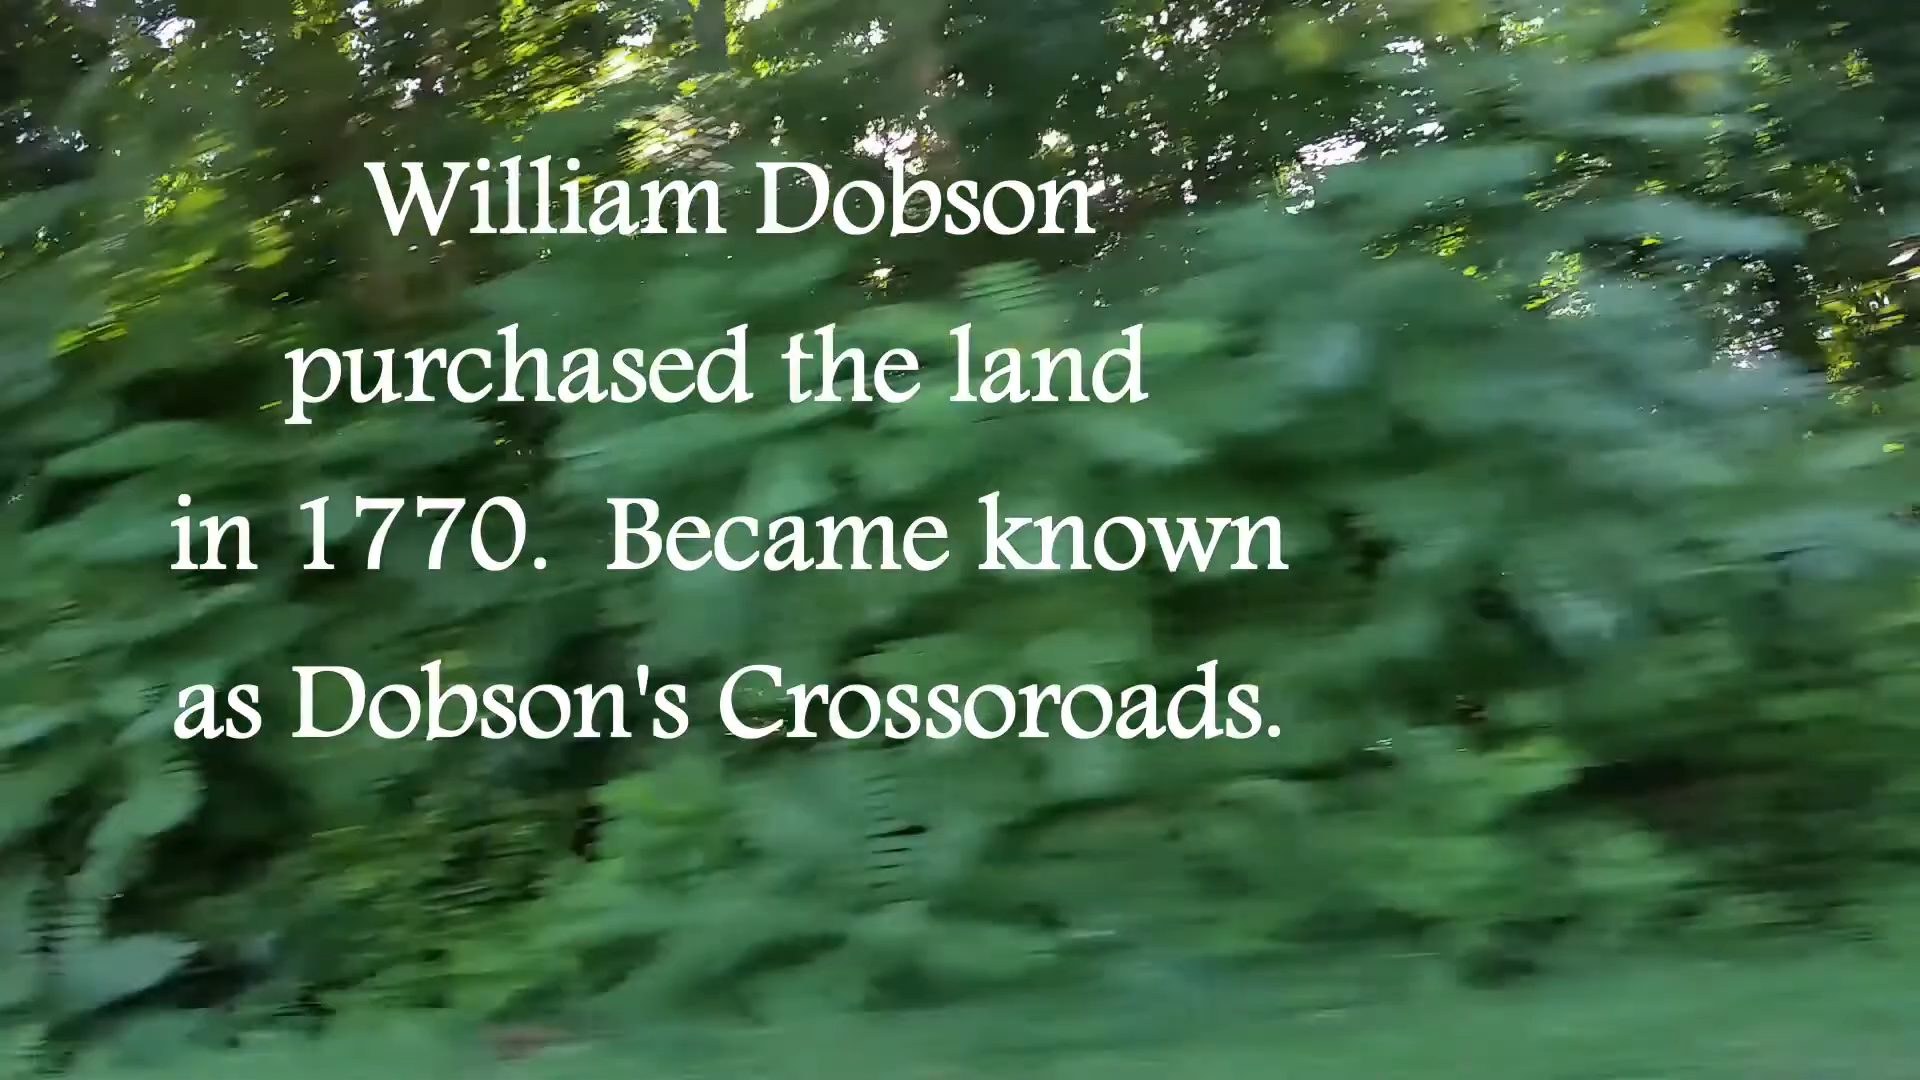 William Dobson
purchased the land
in 1770.  Became known
as Dobson's Crossoroads.